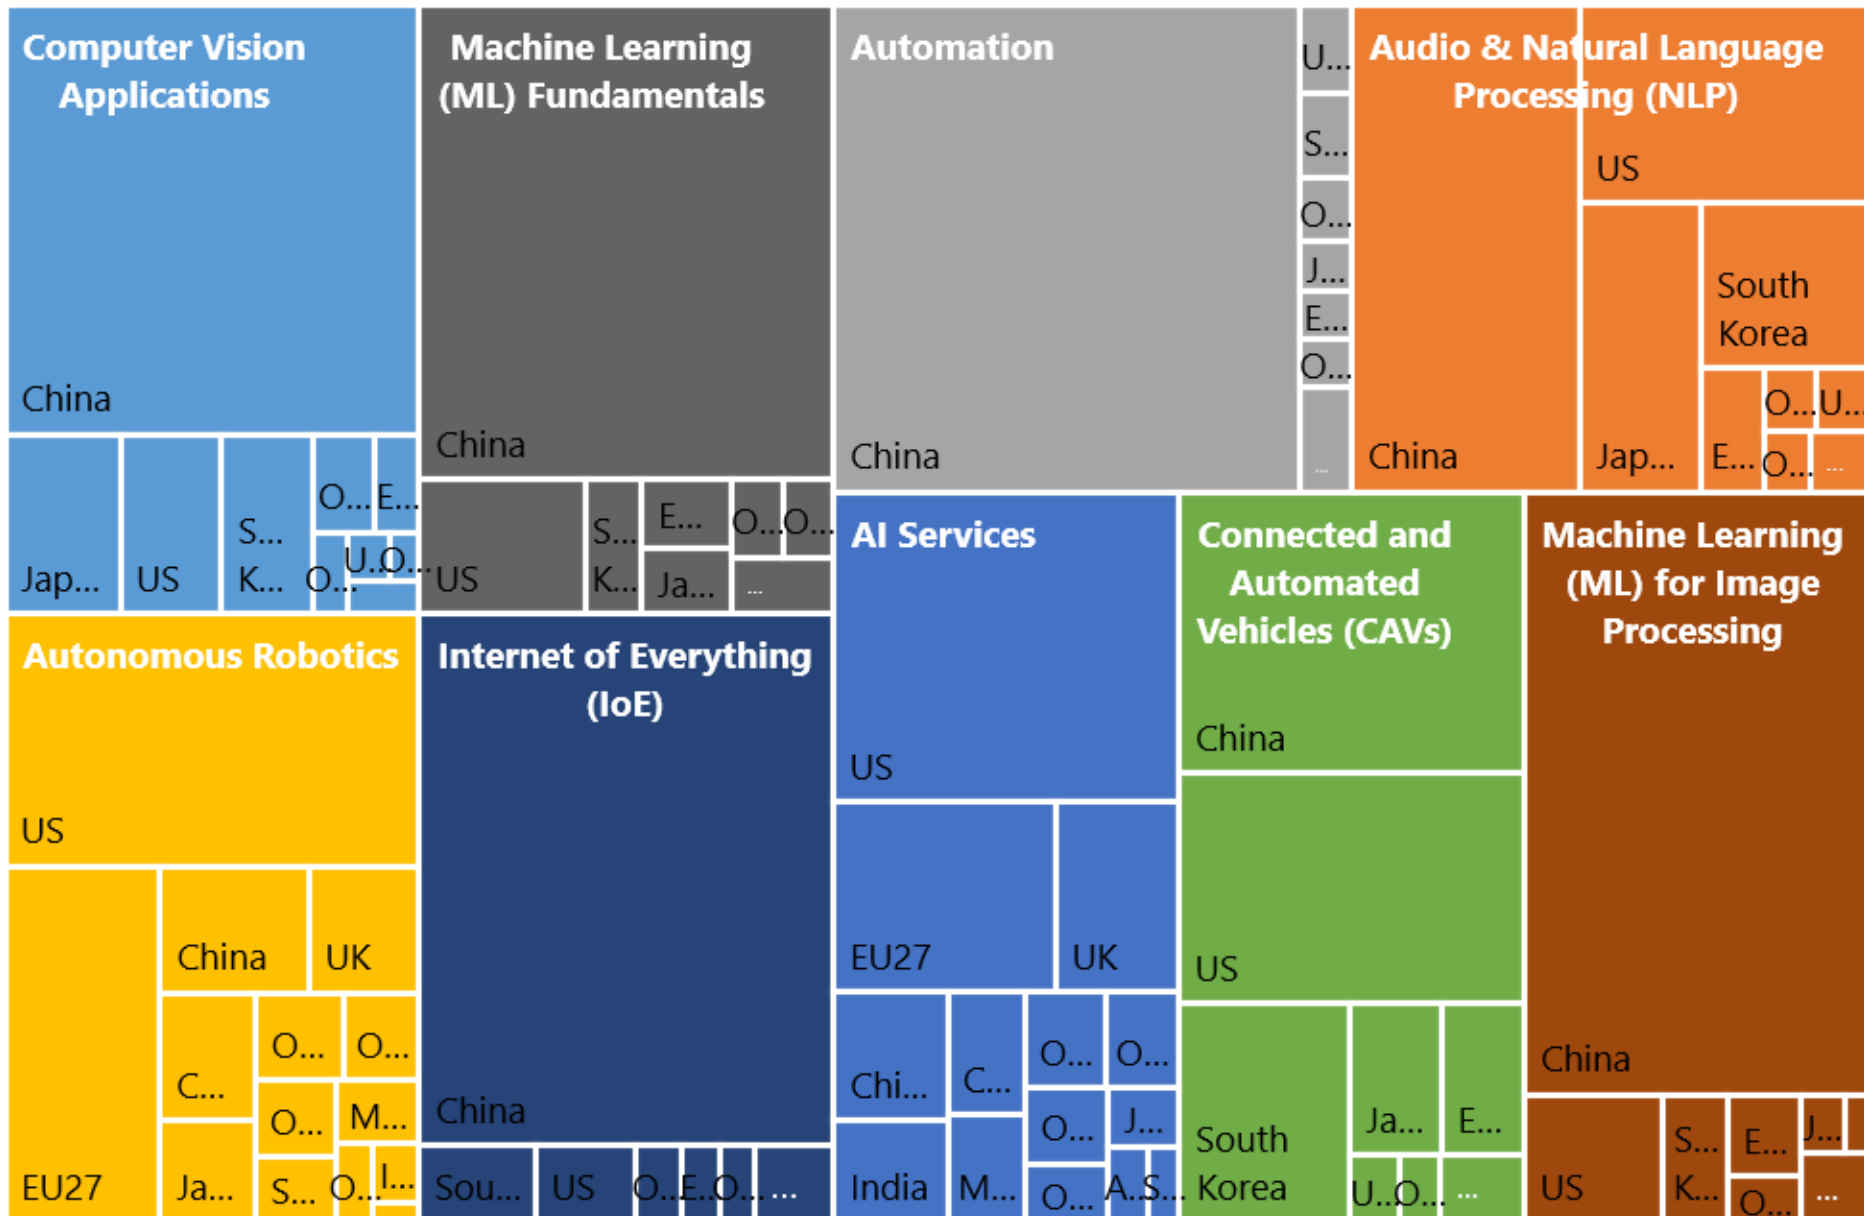 Computer Vision
Applications
China
Jap...
US
S...
K...
O...
E...
O...
U...
O...
Machine Learning
(ML) Fundamentals
China
US
S...
K...
E...
Ja...
O...
O...
...
Automation
China
U...
S...
O...
J...
E...
O...
...
Audio & Natural Language
Processing (NLP)
China
US
Jap...
South
Korea
E...
O...
U...
O...
...
Autonomous Robotics
US
EU27
China
UK
C...
Ja...
O...
O...
O...
M...
S...
O...
I...
Internet of Everything
(IoE)
China
Sou...
US
O...
E...
O...
...
AI Services
US
EU27
UK
Chi...
India
C...
M...
O...
O...
O...
J...
O...
A...
S...
Connected and
Automated
Vehicles (CAVs)
China
US
South
Korea
Ja...
E...
U...
O...
...
Machine Learning
(ML) for Image
Processing
China
US
S...
K...
E...
O...
J...
...